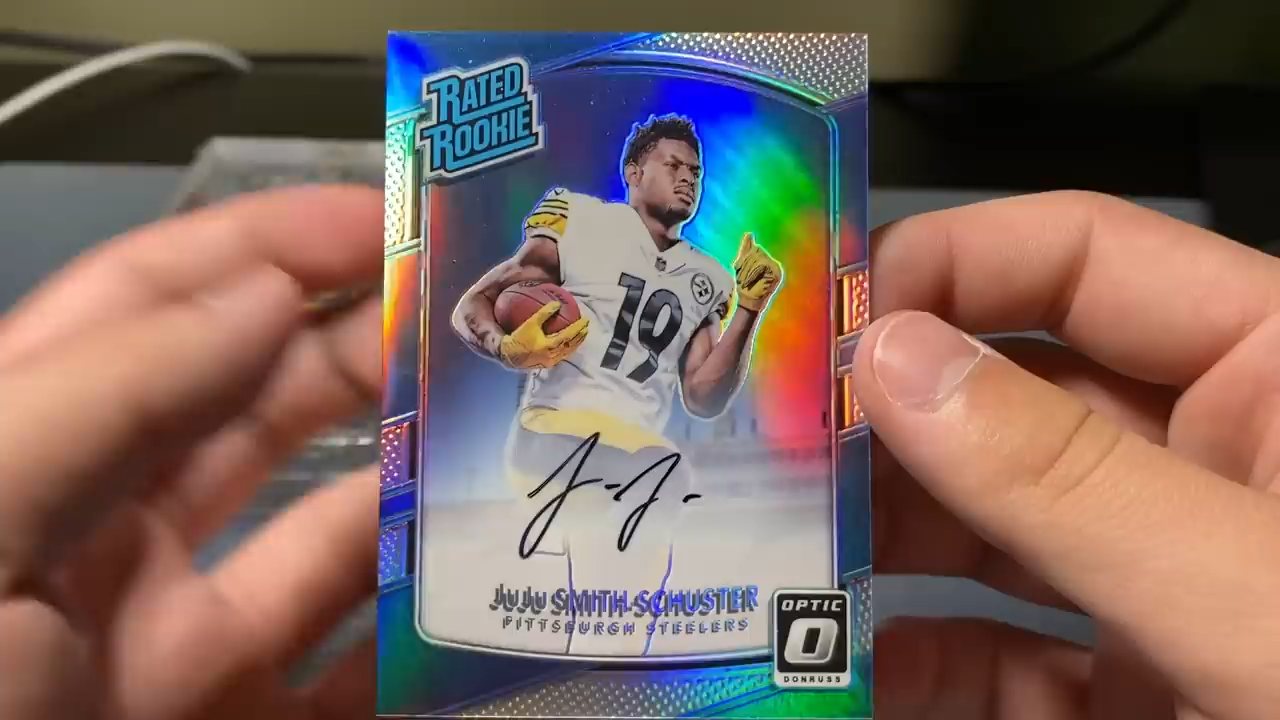 RATED
ROOKIE
19
J-J-
JUJU SMITH-SCHUSTER
PITTSBURGH STEELERS
OPTIC
O
DONRUSS